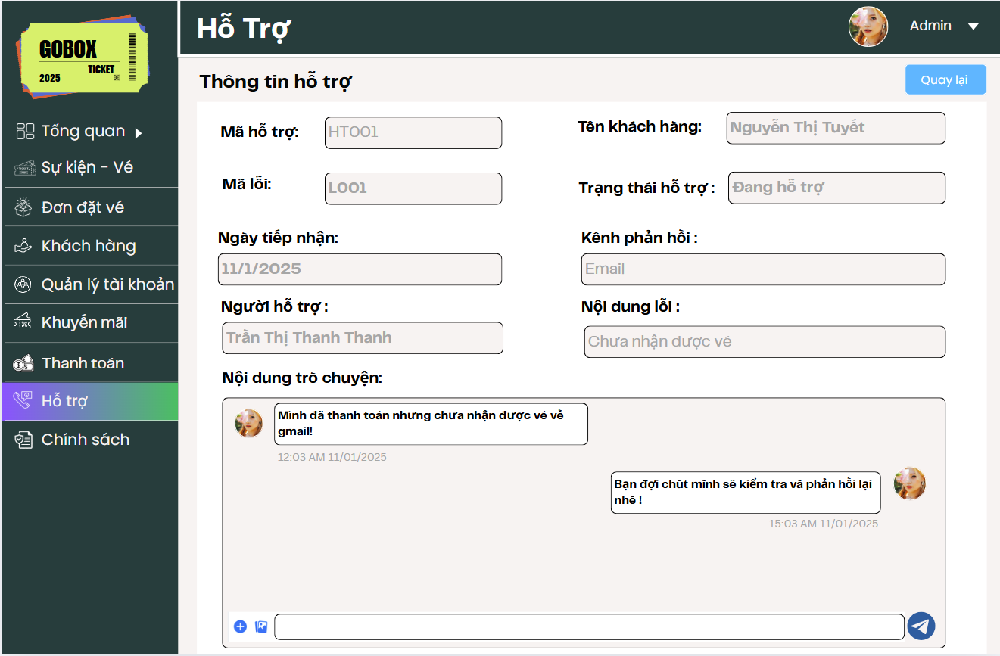 GOBOX
TICKET
2025
Tổng quan
Sự kiện - Vé
Đơn đặt vé
Khách hàng
Quản lý tài khoản
Khuyến mãi
Thanh toán
Hỗ trợ
Chính sách
Hỗ Trợ
Admin
Thông tin hỗ trợ
Quay lại
Mã hỗ trợ:
HT001
Tên khách hàng:
Nguyễn Thị Tuyết
Mã lỗi:
L001
Trạng thái hỗ trợ :
Đang hỗ trợ
Ngày tiếp nhận:
11/1/2025
Kênh phản hồi :
Email
Người hỗ trợ :
Trần Thị Thanh Thanh
Nội dung lỗi :
Chưa nhận được vé
Nội dung trò chuyện:
Mình đã thanh toán nhưng chưa nhận được vé về
gmail!
12:03 AM 11/01/2025
Bạn đợi chút mình sẽ kiểm tra và phản hồi lại
nhé !
15:03 AM 11/01/2025